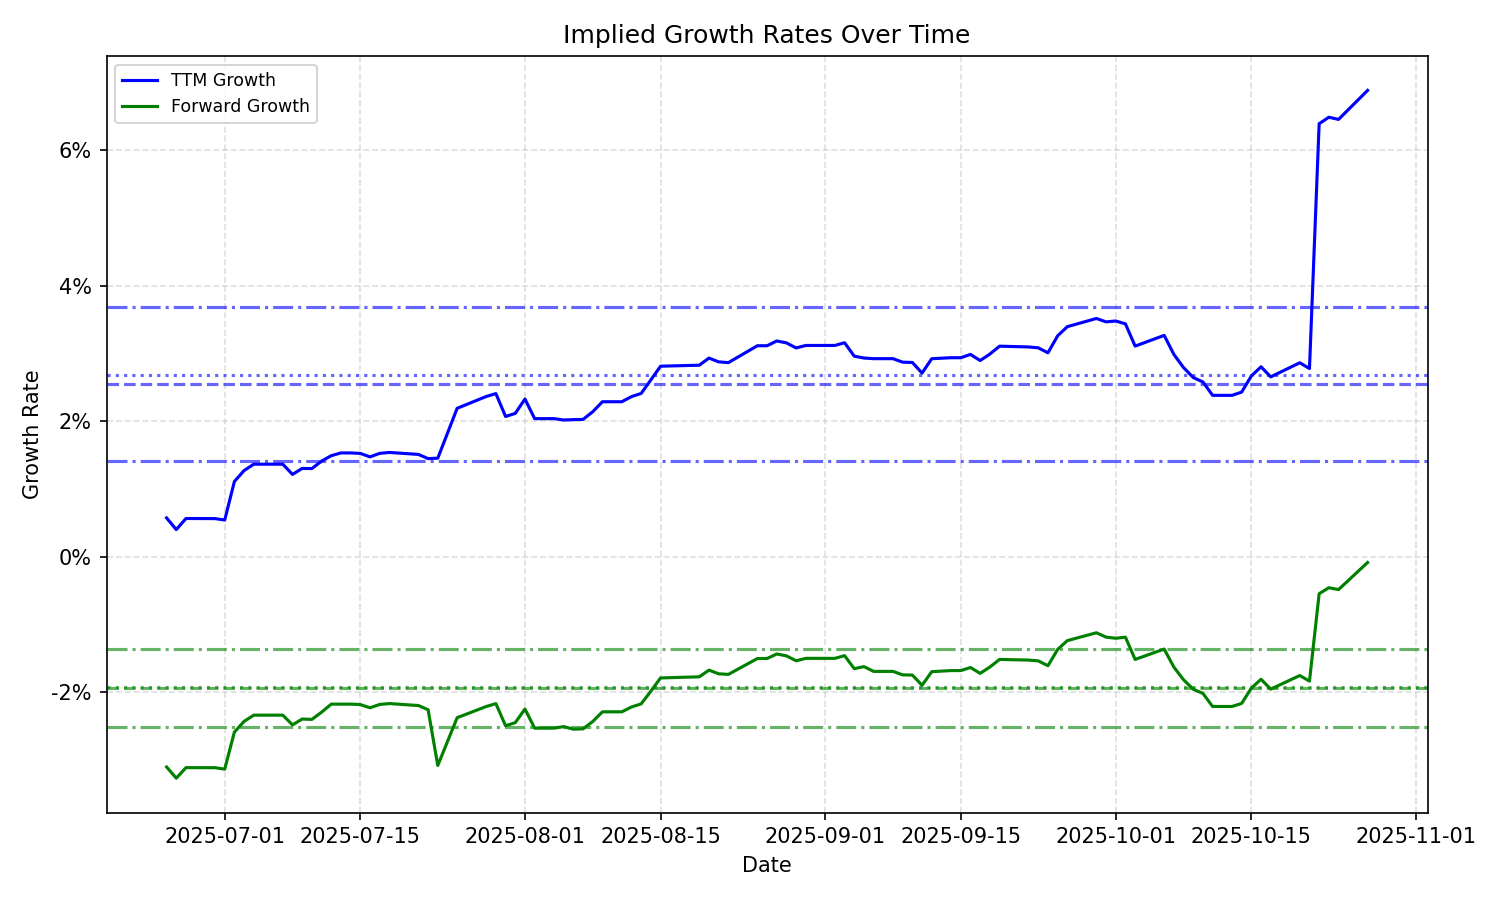 Implied Growth Rates Over Time
TTM Growth
Forward Growth
6%
4%
2%
0%
-2%
Growth Rate
2025-07-01
2025-07-15
2025-08-01
2025-08-15
2025-09-01
2025-09-15
2025-10-01
2025-10-15
2025-11-01
Date